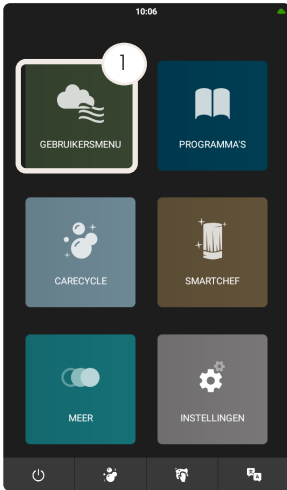 10:06
1
GEBRUIKERSMENU
PROGRAMMA'S
CARECYCLE
SMARTCHEF
MEER
INSTELLINGEN